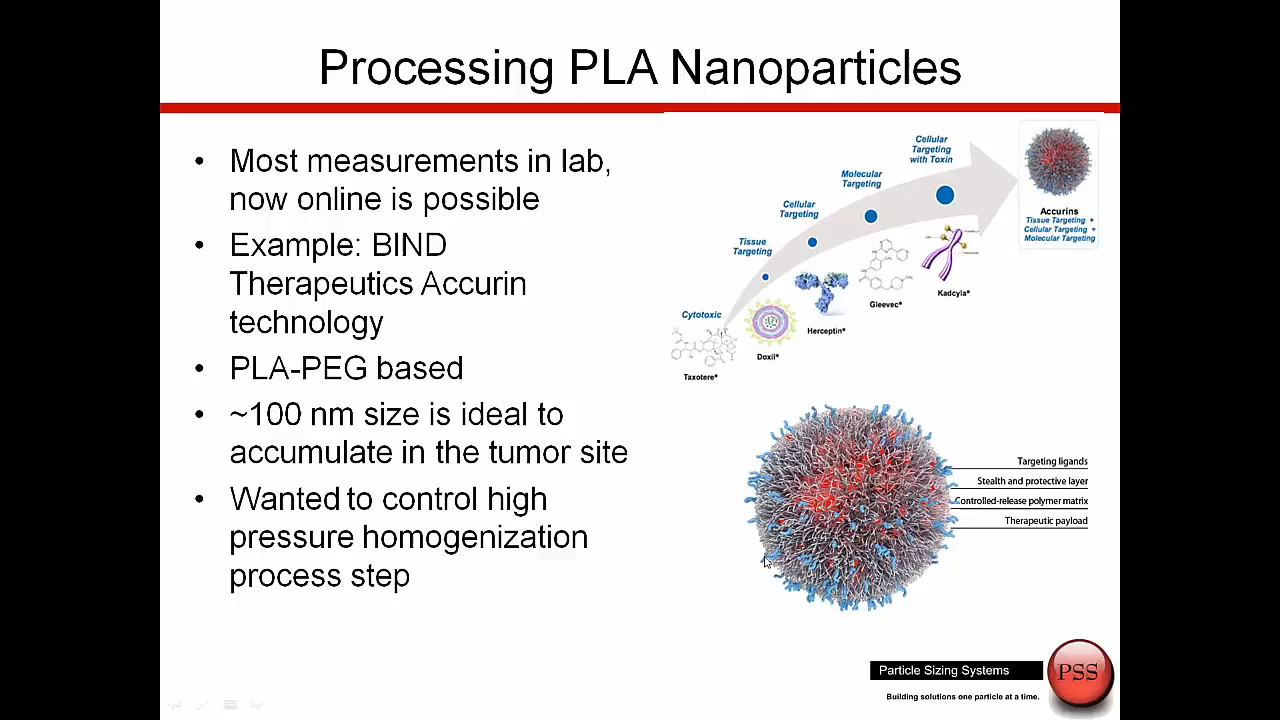 Processing PLA Nanoparticles
• Most measurements in lab,
now online is possible
• Example: BIND
Therapeutics Accurin
technology
• PLA-PEG based
• ~100 nm size is ideal to
accumulate in the tumor site
• Wanted to control high
pressure homogenization
process step
Cellular
Targeting
with Toxin
Molecular
Targeting
Cellular
Targeting
Tissue
Targeting
Cytotoxic
Accurins
Tissue Targeting +
Cellular Targeting +
Molecular Targeting
Kadcyla*
Gleevec*
Herceptin*
Doxil*
Taxotere*
Targeting ligands
Stealth and protective layer
Controlled-release polymer matrix
Therapeutic payload
Particle Sizing Systems
PSS
Building solutions one particle at a time.